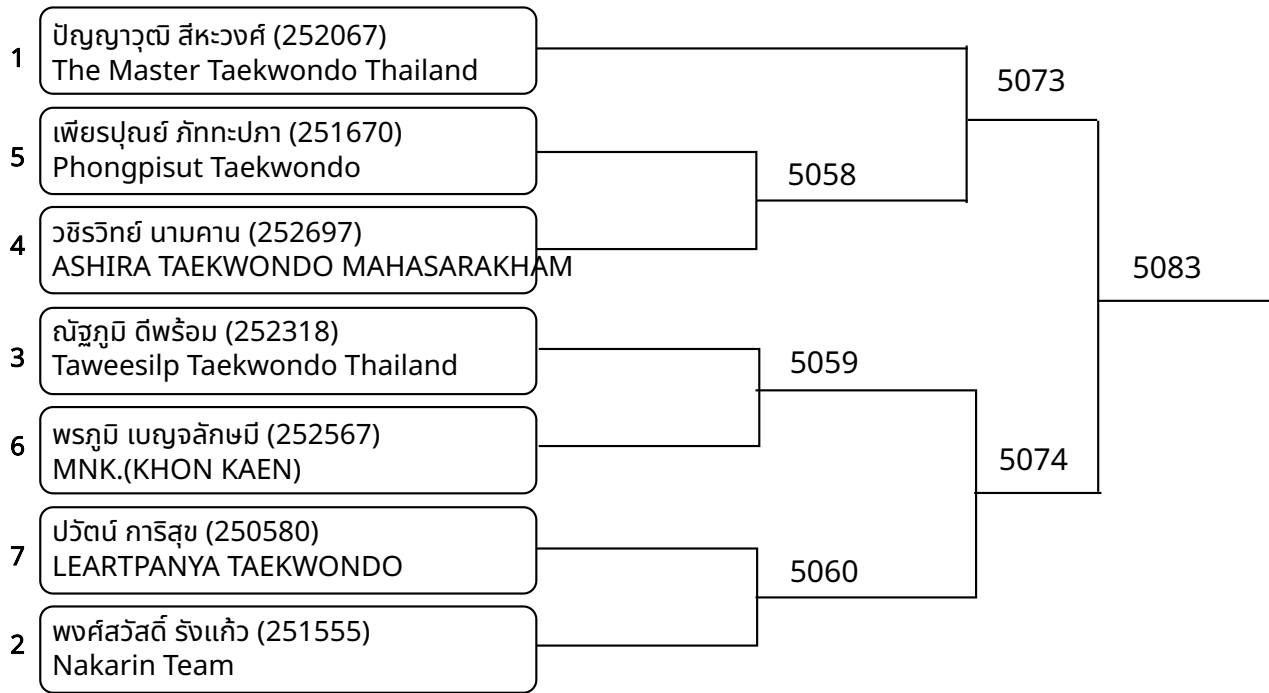 1
ปัญญาวุฒิ สีหะวงศ์ (252067)
The Master Taekwondo Thailand
5073
5
เพียรปุณย์ ภัททะปภา (251670)
Phongpisut Taekwondo
5058
4
วชิรวิทย์ นามคาน (252697)
ASHIRA TAEKWONDO MAHASARAKHAM
5083
3
ณัฐภูมิ ดีพร้อม (252318)
Taweesilp Taekwondo Thailand
5059
6
พรภูมิ เบญจลักษมี (252567)
MNK.(KHON KAEN)
5074
7
ปวัตน์ การิสุข (250580)
LEARTPANYA TAEKWONDO
5060
2
พงศ์สวัสดิ์ รังแก้ว (251555)
Nakarin Team